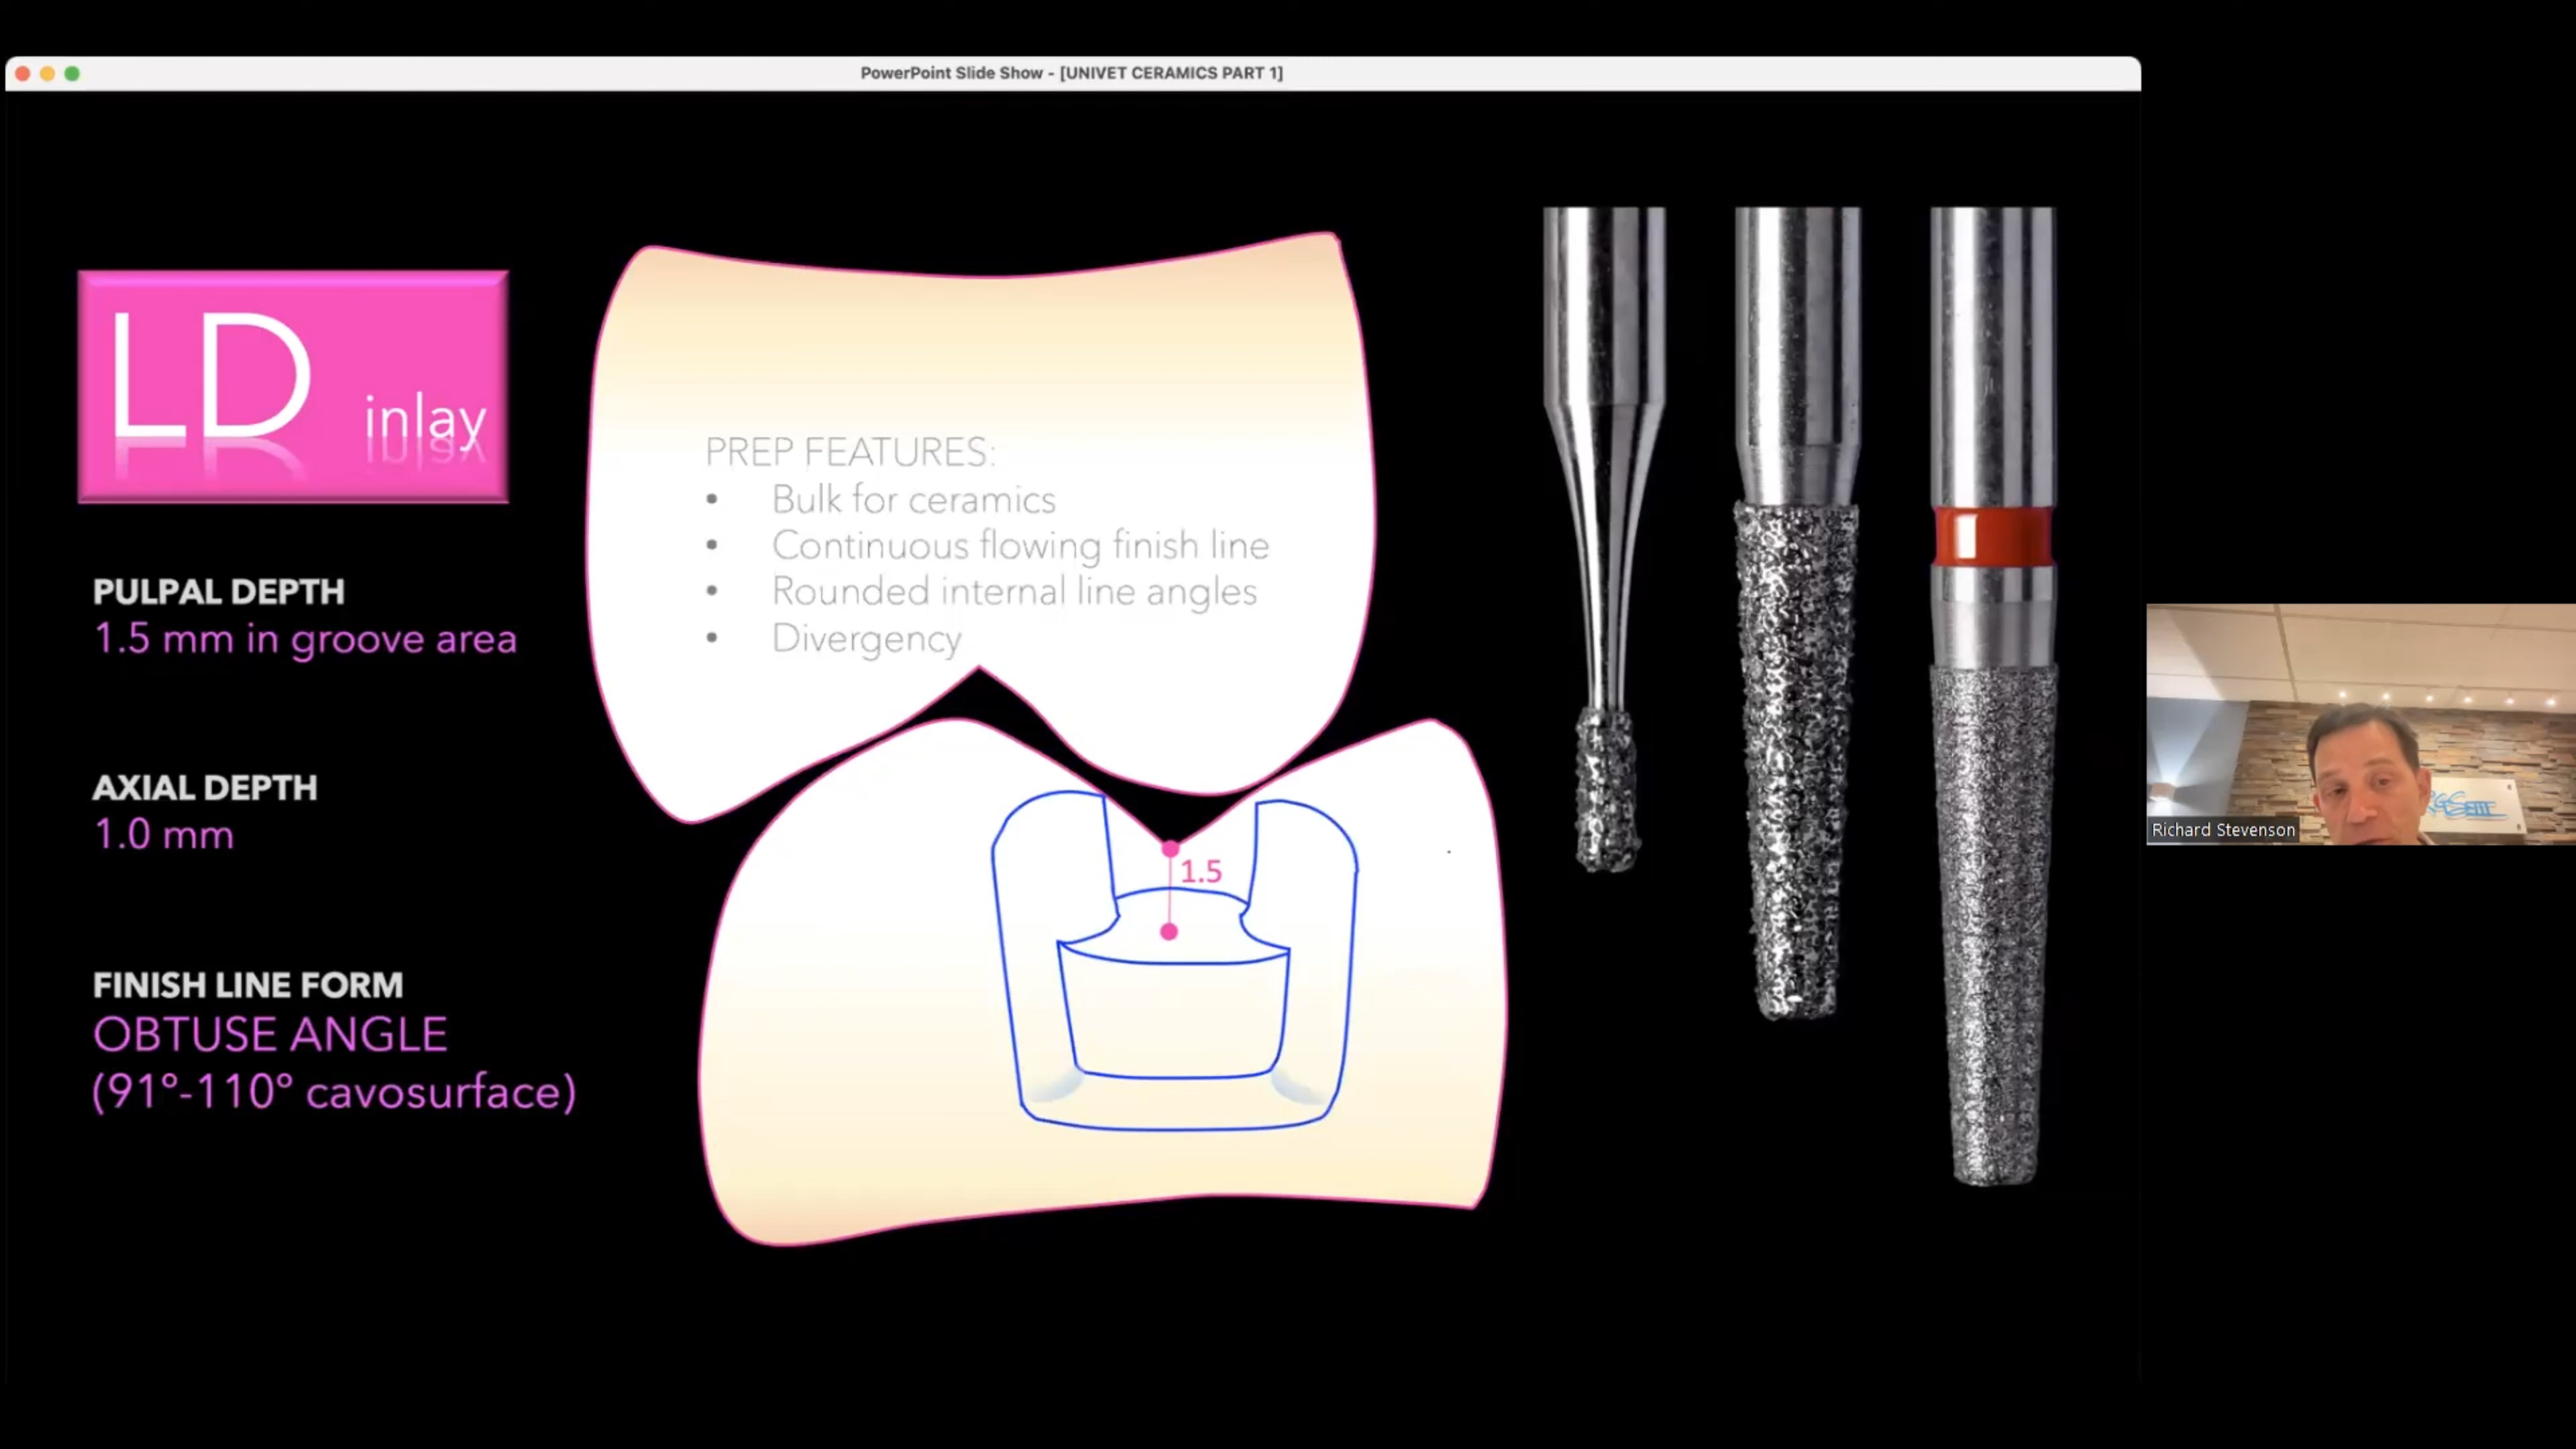 PowerPoint Slide Show - [UNIVET CERAMICS PART 1]
LD inlay
PULPAL DEPTH
1.5 mm in groove area
AXIAL DEPTH
1.0 mm
FINISH LINE FORM
OBTUSE ANGLE
(91°-110° cavosurface)
PREP FEATURES:
• Bulk for ceramics
• Continuous flowing finish line
• Rounded internal line angles
• Divergency
1.5
Richard Stevenson